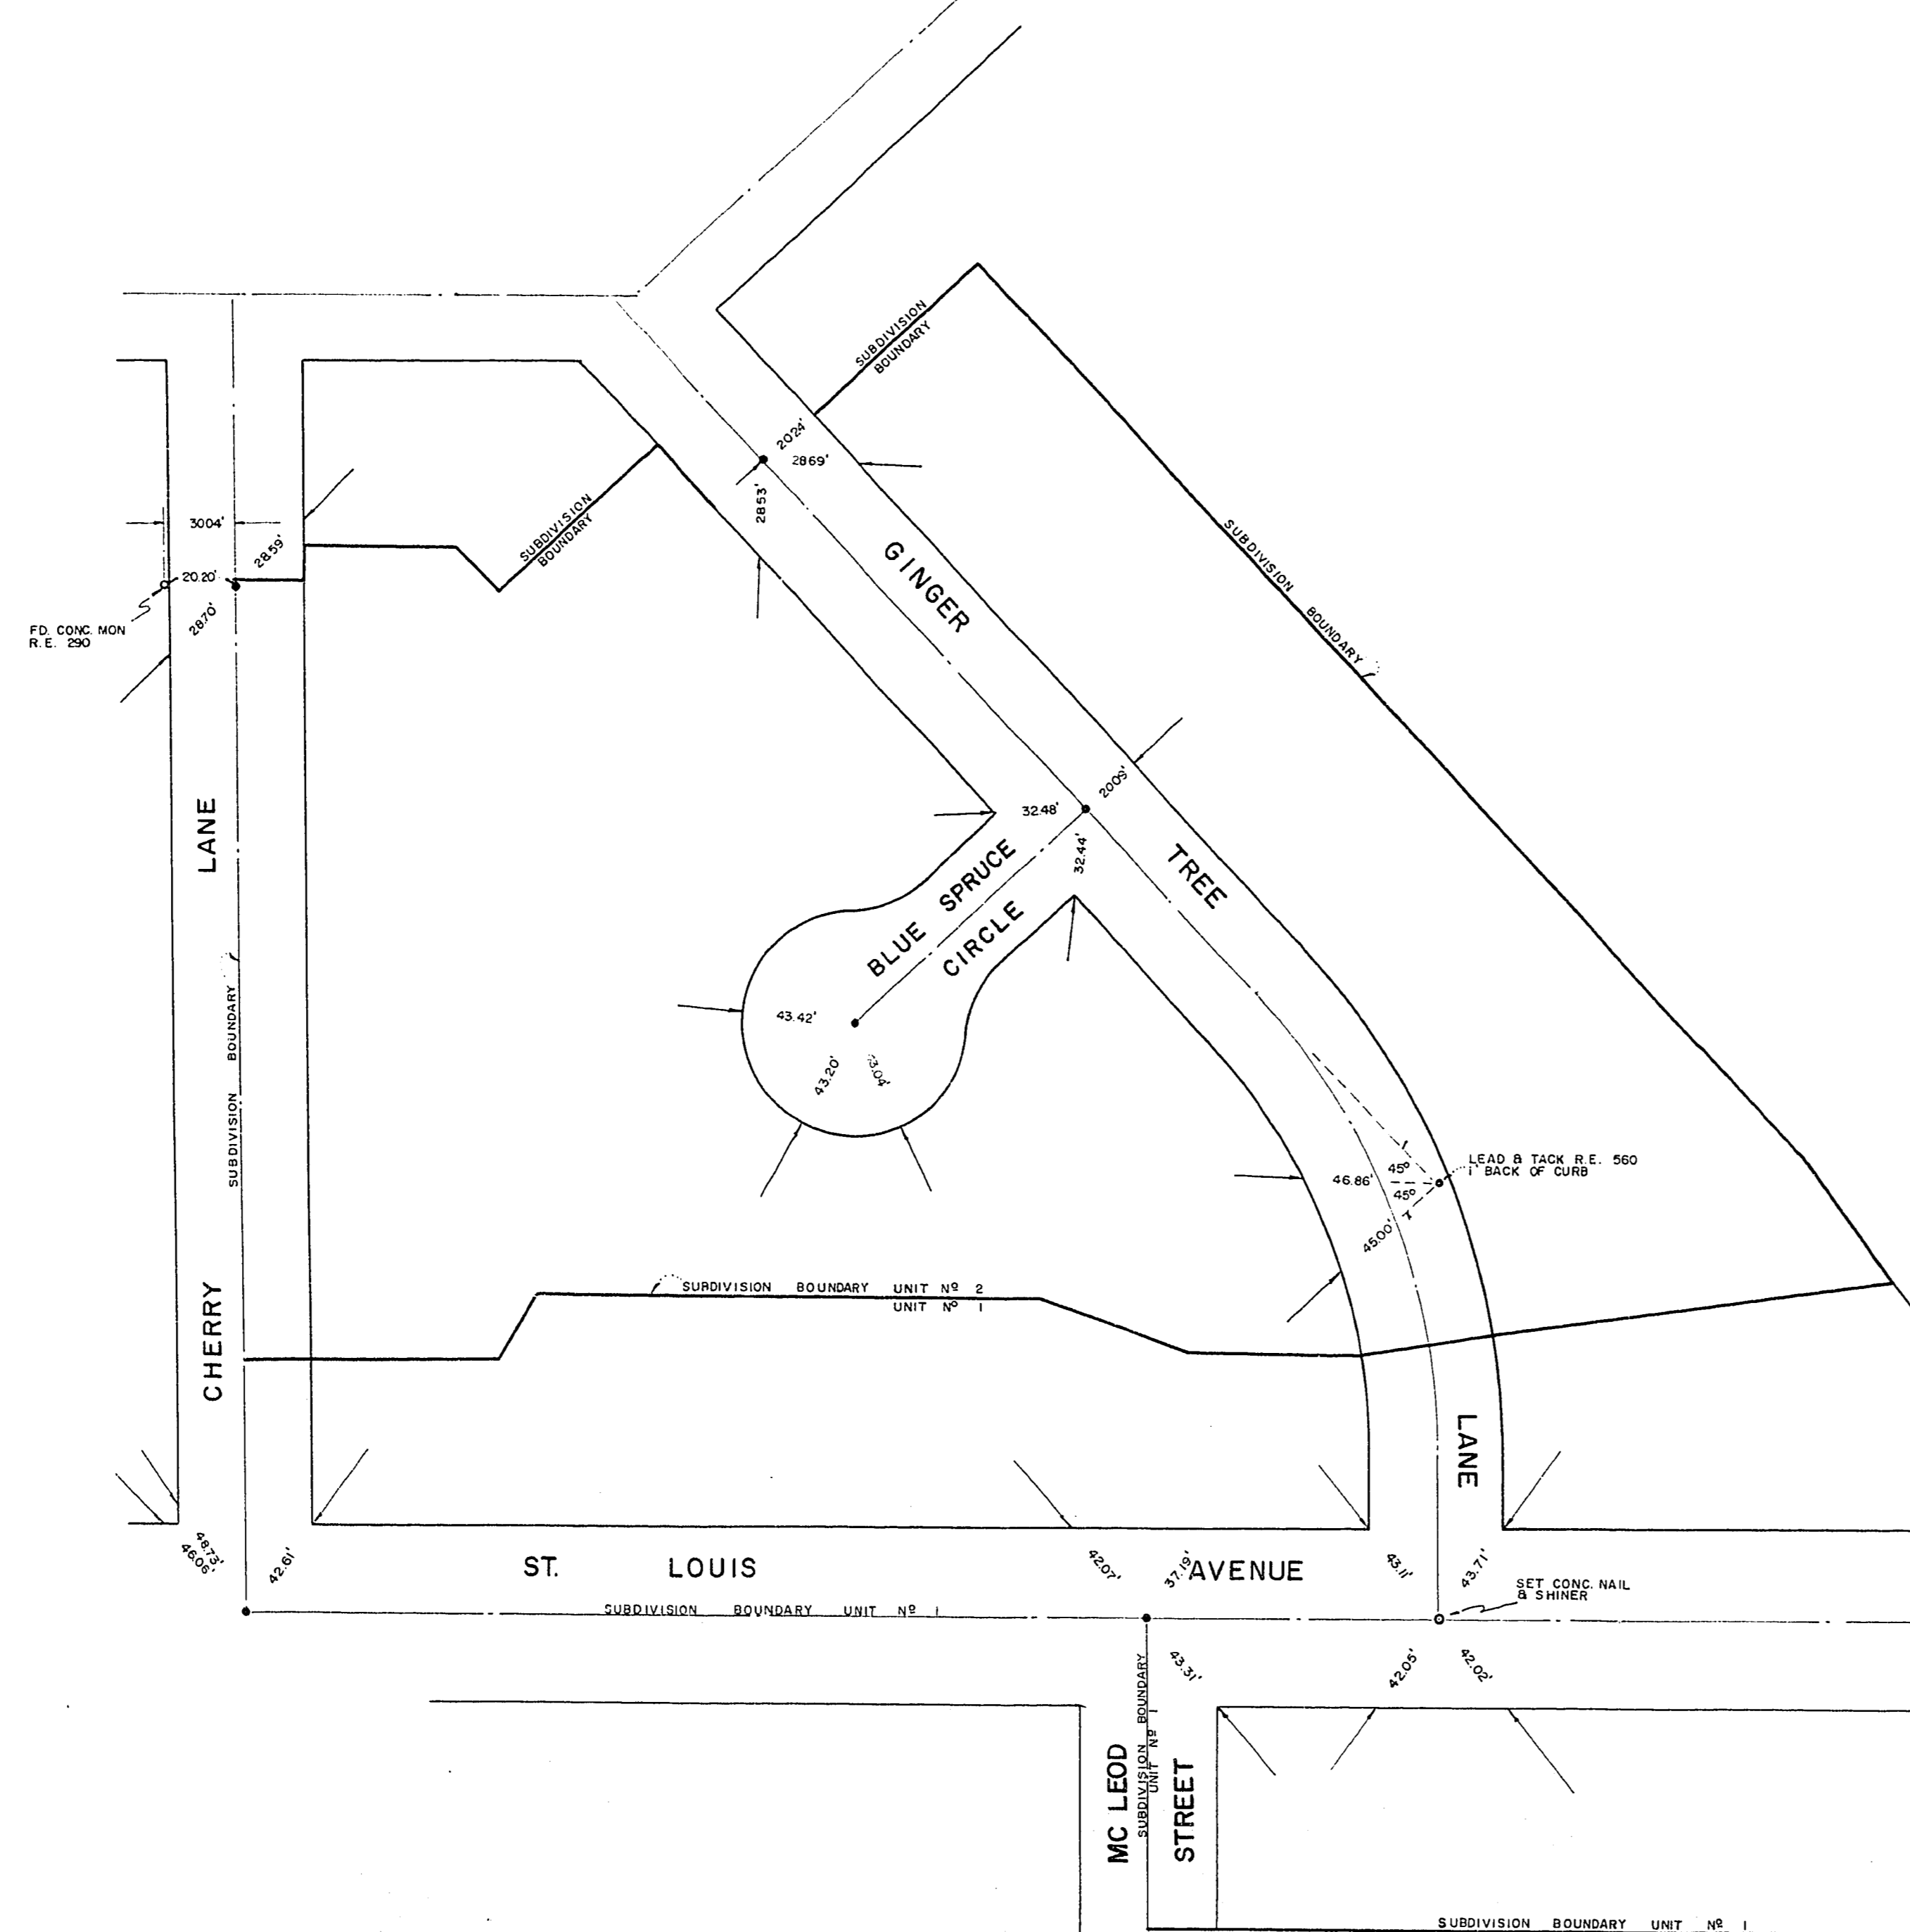 SUBDIVISION
BOUNDARY
2024'
2869'
2853'
SUBDIVISION
BOUNDARY
3004'
28.59'
20.20'
28.70'
FD. CONC. MON
R.E. 290
GINGER
SUBDIVISION BOUNDARY
32.48'
2009'
32.44'
TREE
LANE
BLUE SPRUCE
CIRCLE
43.42'
43.20'
43.04'
SUBDIVISION BOUNDARY
LEAD & TACK R.E. 560
1' BACK OF CURB
46.86'
45°
45°
45.00'
SUBDIVISION BOUNDARY UNIT Nº 2
UNIT Nº 1
CHERRY
LANE
48.73'
46.06'
42.61'
ST. LOUIS AVENUE
42.07'
37.19'
43.11'
43.71'
SET CONC. NAIL
& SHINER
SUBDIVISION BOUNDARY UNIT Nº 1
43.31'
42.05'
42.02'
MC LEOD
STREET
SUBDIVISION BOUNDARY
UNIT Nº 1
SUBDIVISION BOUNDARY UNIT Nº 1